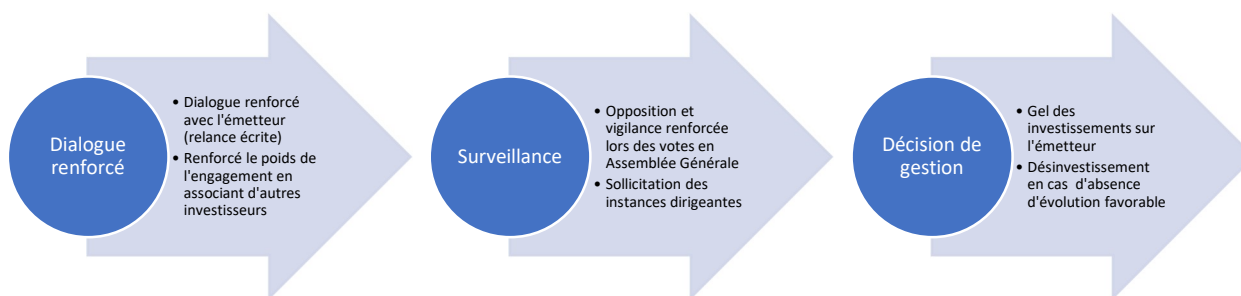 Dialogue
renforcé
• Dialogue renforcé
avec l'émetteur
(relance écrite)
• Renforcé le poids de
l'engagement en
associant d'autres
investisseurs
Surveillance
• Opposition et
vigilance renforcée
lors des votes en
Assemblée Générale
• Sollicitation des
instances dirigeantes
Décision de
gestion
• Gel des
investissements sur
l'émetteur
• Désinvestissement
en cas  d'absence
d'évolution favorable